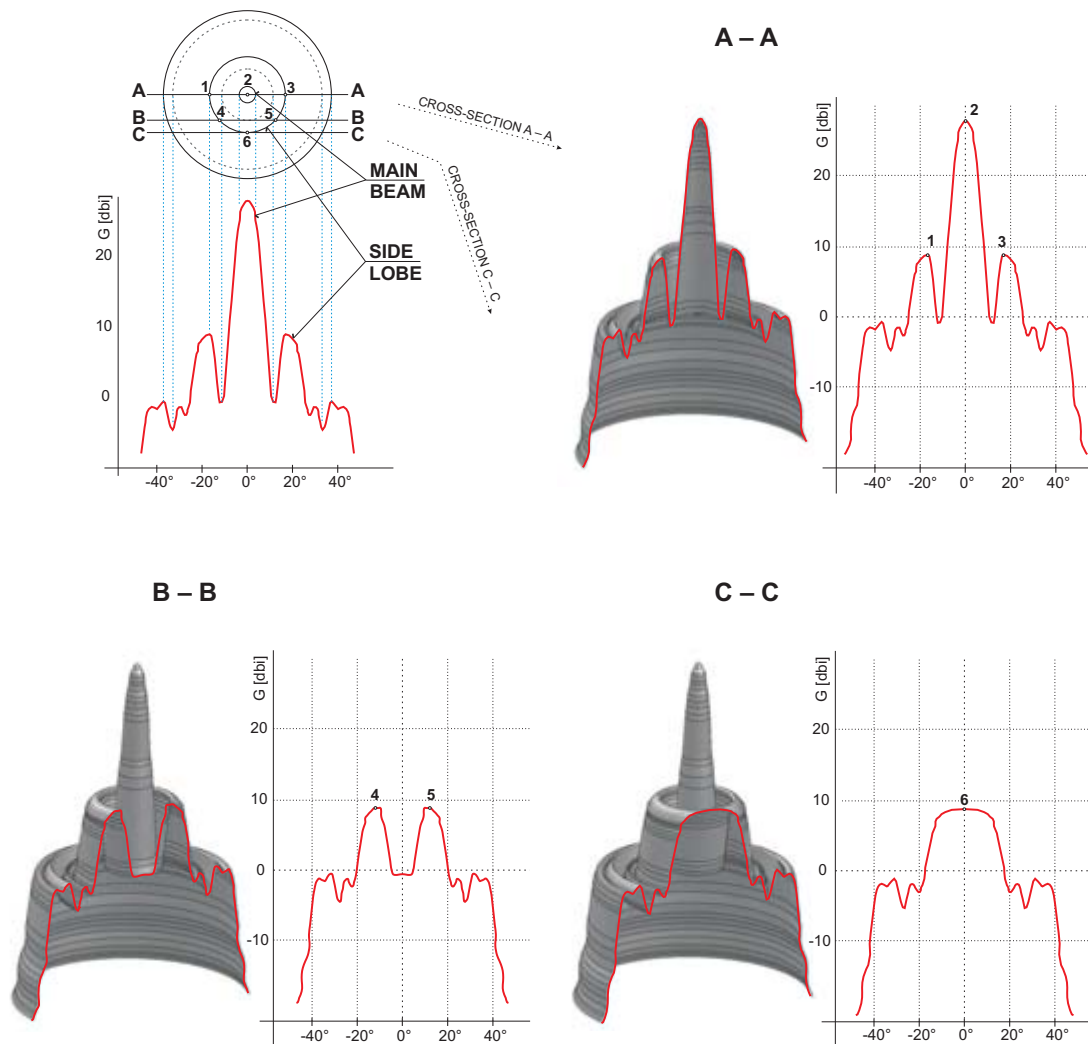 A – A
1 2 3
A A
4 5
B B
C C
6
CROSS-SECTION A – A
CROSS-SECTION C – C
MAIN
BEAM
SIDE
LOBE
G [dbi]
20
10
0
-40° -20° 0° 20° 40°
G [dbi]
2
20
1 3
10
0
-10
-40° -20° 0° 20° 40°
B – B
G [dbi]
20
10
4 5
0
-10
-40° -20° 0° 20° 40°
C – C
G [dbi]
20
10
6
0
-10
-40° -20° 0° 20° 40°